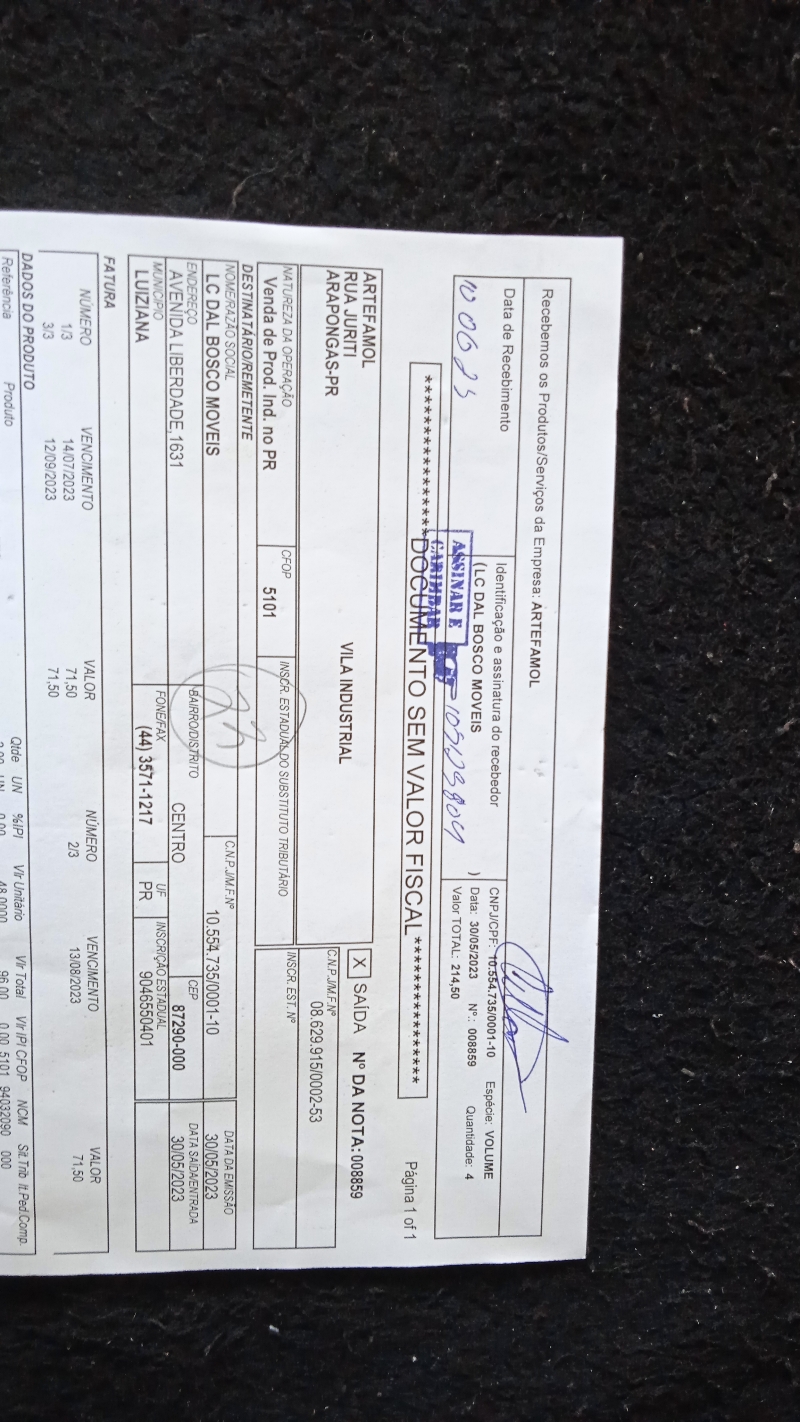 Recebemos os Produtos/Serviços da Empresa: ARTEFAMOL
Data de Recebimento
10 06 23
Identificação e assinatura do recebedor
(LC DAL BOSCO MOVEIS )
ASSINAR E
CARIMBAR
CNPJ/CPF: 10.554.735/0001-10 Espécie: VOLUME
Data: 30/05/2023 Nº.: 008859 Quantidade: 4
Valor TOTAL: 214,50
******************DOCUMENTO SEM VALOR FISCAL******************
Página 1 of 1
ARTEFAMOL
RUA JURITI VILA INDUSTRIAL
ARAPONGAS-PR
X SAÍDA Nº DA NOTA: 008859
C.N.P.J/M.F.Nº
08.629.915/0002-53
NATUREZA DA OPERAÇÃO CFOP INSCR. ESTADUAL DO SUBSTITUTO TRIBUTÁRIO INSCR. EST. Nº
Venda de Prod. Ind. no PR 5101
DESTINATÁRIO/REMETENTE
NOME/RAZÃO SOCIAL C.N.P.J/M.F.Nº DATA DA EMISSÃO
LC DAL BOSCO MOVEIS 10.554.735/0001-10 30/05/2023
ENDEREÇO BAIRRO/DISTRITO CEP DATA SAÍDA/ENTRADA
AVENIDA LIBERDADE,1631 CENTRO 87290-000 30/05/2023
23
MUNICÍPIO FONE/FAX UF INSCRIÇÃO ESTADUAL
LUIZIANA (44) 3571-1217 PR 9046550401
FATURA
NÚMERO VENCIMENTO VALOR NÚMERO VENCIMENTO VALOR
1/3 14/07/2023 71,50 2/3 13/08/2023 71,50
3/3 12/09/2023 71,50
DADOS DO PRODUTO
Referência Produto Qtde UN %IPI Vlr Unitário Vlr Total Vlr IPI CFOP NCM Sit.Trib It.Ped.Comp.
48,0000 96,00 0,00 5101 94032090 000